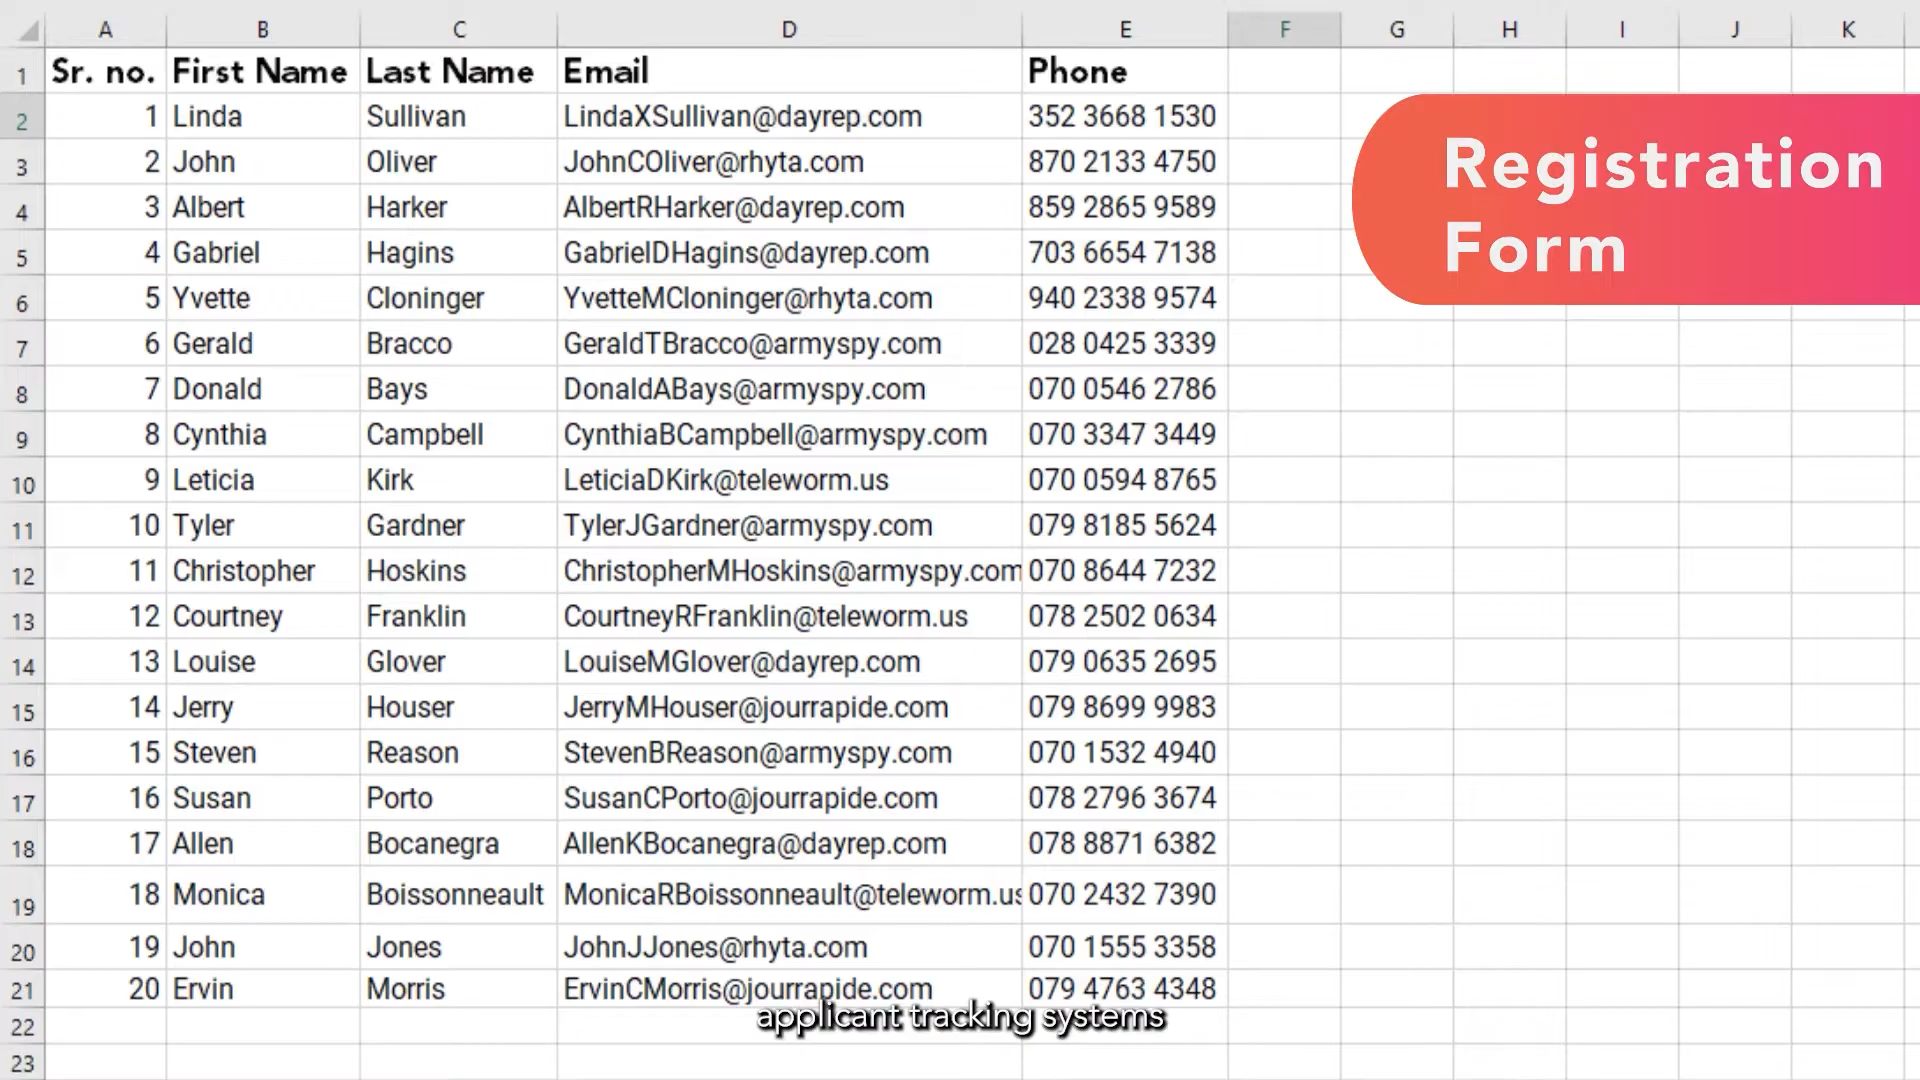 A B C D E F G H I J K
1 Sr. no. First Name Last Name Email Phone
2 1 Linda Sullivan LindaXSullivan@dayrep.com 352 3668 1530
3 2 John Oliver JohnCOliver@rhyta.com 870 2133 4750
4 3 Albert Harker AlbertRHarker@dayrep.com 859 2865 9589
5 4 Gabriel Hagins GabrielDHagins@dayrep.com 703 6654 7138
6 5 Yvette Cloninger YvetteMCloninger@rhyta.com 940 2338 9574
7 6 Gerald Bracco GeraldTBracco@armyspy.com 028 0425 3339
8 7 Donald Bays DonaldABays@armyspy.com 070 0546 2786
9 8 Cynthia Campbell CynthiaBCampbell@armyspy.com 070 3347 3449
10 9 Leticia Kirk LeticiaDKirk@teleworm.us 070 0594 8765
11 10 Tyler Gardner TylerJGardner@armyspy.com 079 8185 5624
12 11 Christopher Hoskins ChristopherMHoskins@armyspy.com 070 8644 7232
13 12 Courtney Franklin CourtneyRFranklin@teleworm.us 078 2502 0634
14 13 Louise Glover LouiseMGlover@dayrep.com 079 0635 2695
15 14 Jerry Houser JerryMHouser@jourrapide.com 079 8699 9983
16 15 Steven Reason StevenBReason@armyspy.com 070 1532 4940
17 16 Susan Porto SusanCPorto@jourrapide.com 078 2796 3674
18 17 Allen Bocanegra AllenKBocanegra@dayrep.com 078 8871 6382
19 18 Monica Boissonneault MonicaRBoissonneault@teleworm.us 070 2432 7390
20 19 John Jones JohnJJones@rhyta.com 070 1555 3358
21 20 Ervin Morris ErvinCMorris@jourrapide.com 079 4763 4348
22
23
Registration
Form
applicant tracking systems